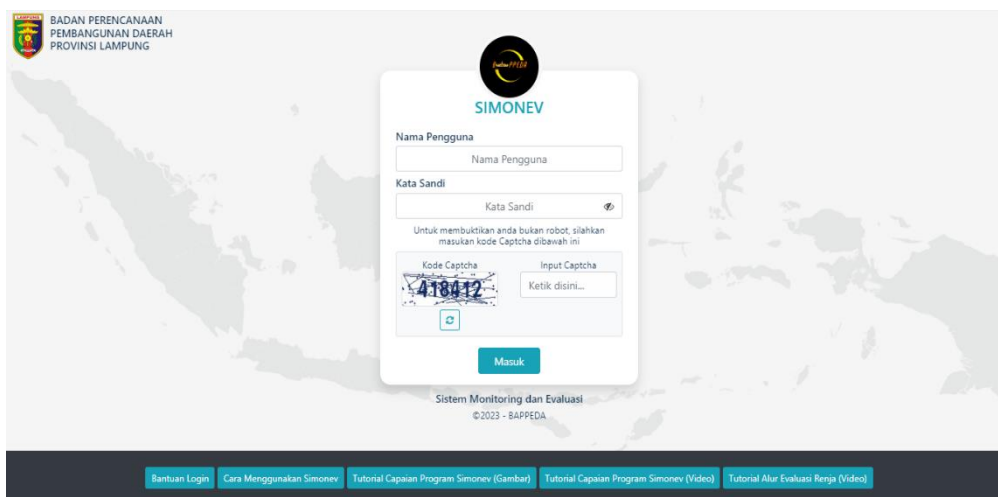 LAMPUNG
BADAN PERENCANAAN
PEMBANGUNAN DAERAH
PROVINSI LAMPUNG
SIMONEV
Nama Pengguna
Nama Pengguna
Kata Sandi
Kata Sandi
Untuk membuktikan anda bukan robot, silahkan
masukan kode Captcha dibawah ini
Kode Captcha
Input Captcha
418412
Ketik disini...
Masuk
Sistem Monitoring dan Evaluasi
©2023 - BAPPEDA
Bantuan Login
Cara Menggunakan Simonev
Tutorial Capaian Program Simonev (Gambar)
Tutorial Capaian Program Simonev (Video)
Tutorial Alur Evaluasi Renja (Video)